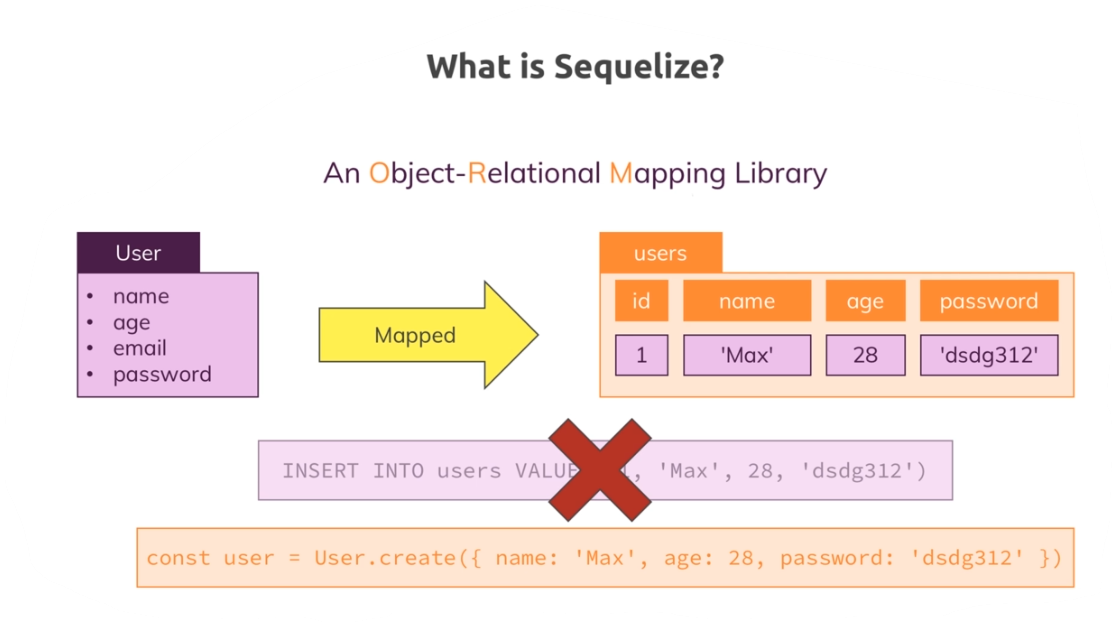 What is Sequelize?
An Object-Relational Mapping Library
User
• name
• age
• email
• password
Mapped
users
id name age password
1 'Max' 28 'dsdg312'
INSERT INTO users 'Max', 28, 'dsdg312')
const user = User.create({ name: 'Max', age: 28, password: 'dsdg312' })